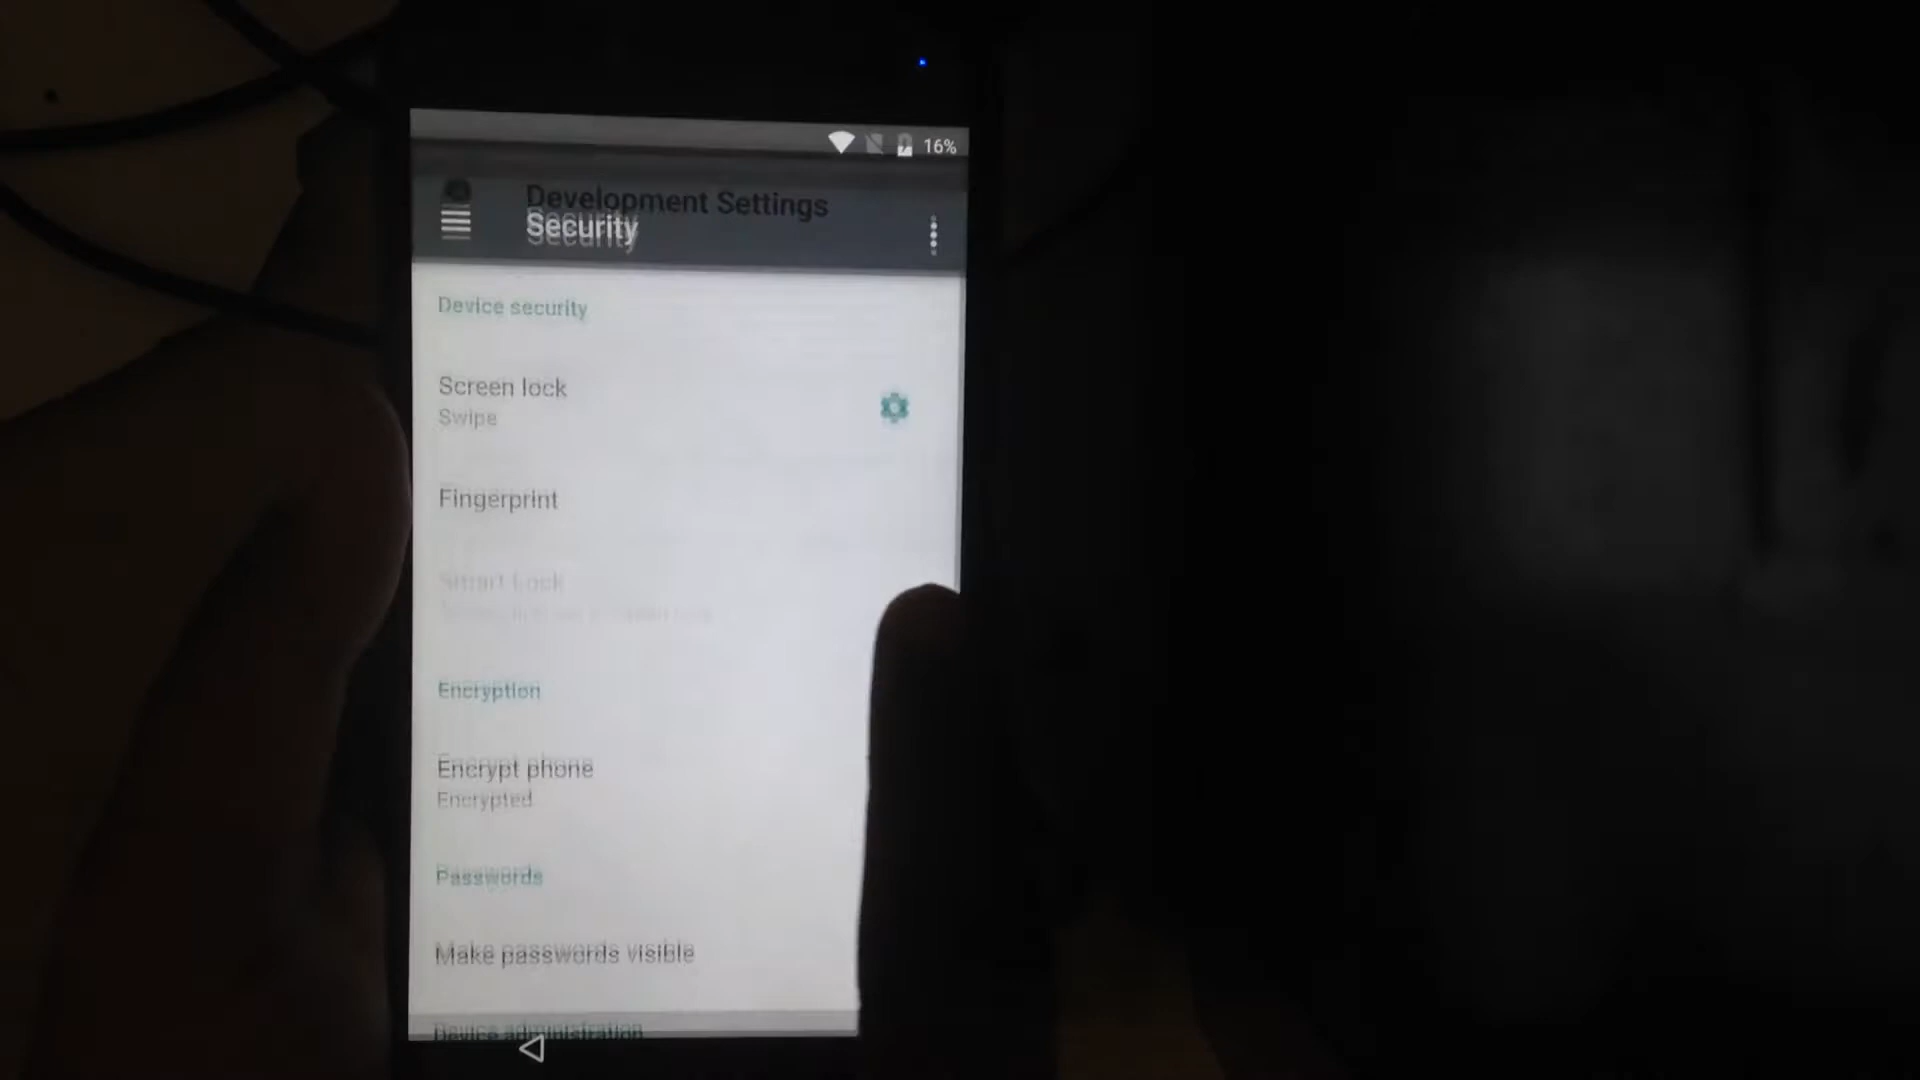 16%
Development Settings
Security
Device security
Screen lock
Swipe
Fingerprint
Smart Lock
Encryption
Encrypt phone
Encrypted
Passwords
Make passwords visible
Device administration